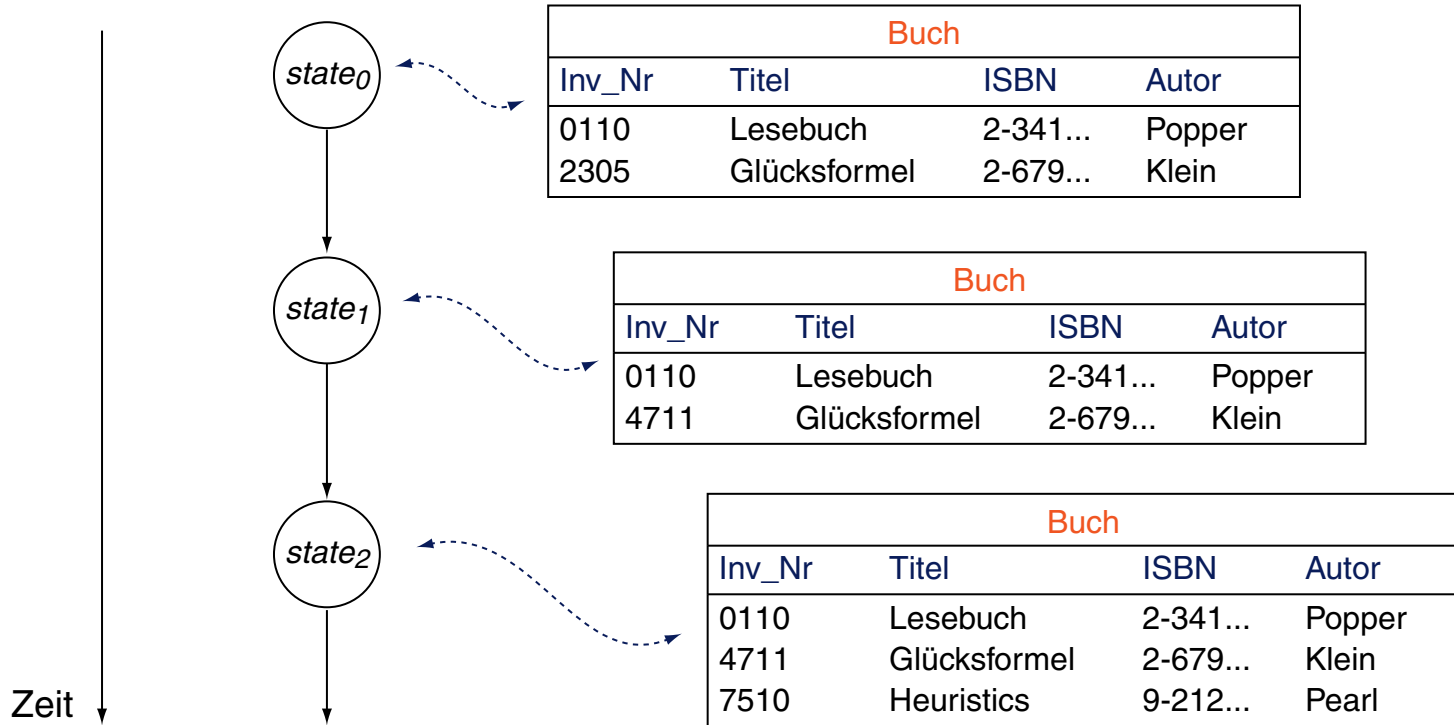 state0
Buch
Inv_Nr Titel ISBN Autor
0110 Lesebuch 2-341... Popper
2305 Glücksformel 2-679... Klein
state1
Buch
Inv_Nr Titel ISBN Autor
0110 Lesebuch 2-341... Popper
4711 Glücksformel 2-679... Klein
state2
Buch
Inv_Nr Titel ISBN Autor
0110 Lesebuch 2-341... Popper
4711 Glücksformel 2-679... Klein
7510 Heuristics 9-212... Pearl
Zeit